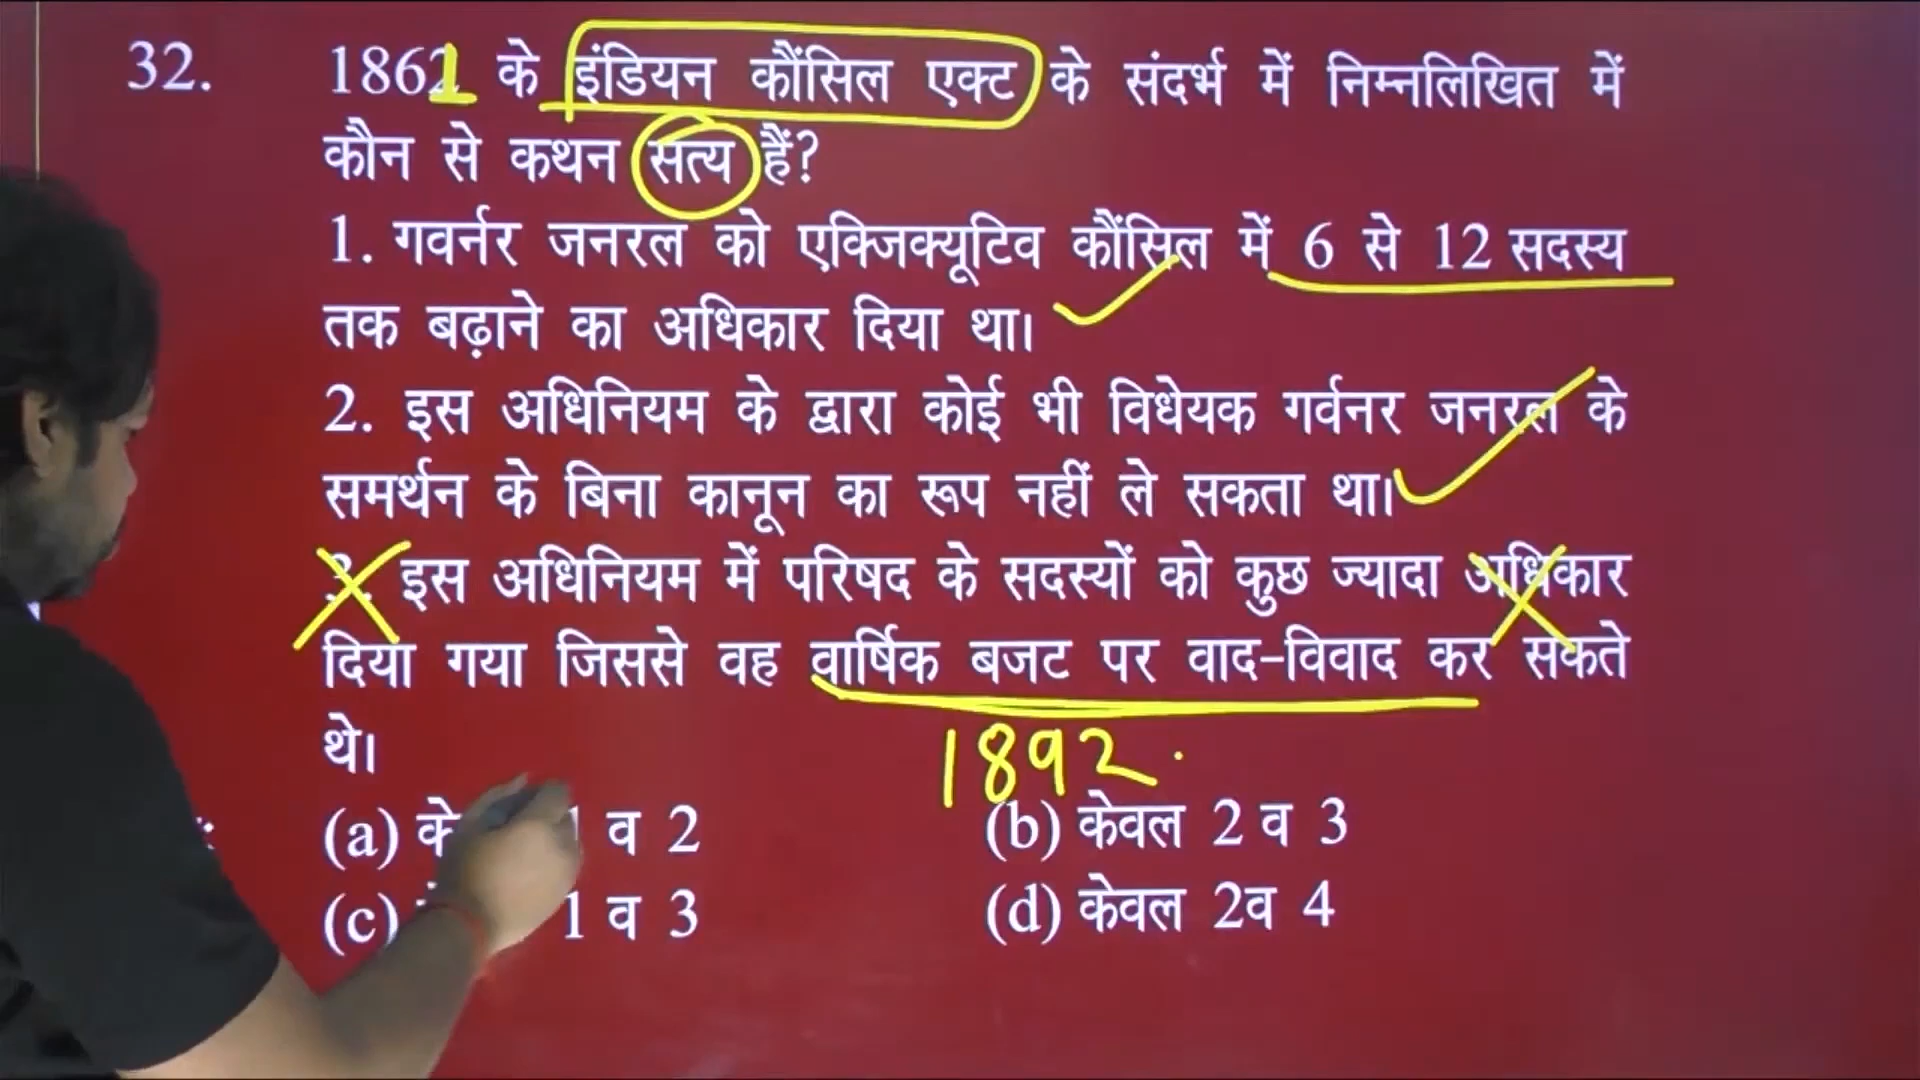 32. 1861 के इंडियन कौंसिल एक्ट के संदर्भ में निम्नलिखित में
कौन से कथन सत्य हैं?
1. गवर्नर जनरल को एक्जिक्यूटिव कौंसिल में 6 से 12 सदस्य
तक बढ़ाने का अधिकार दिया था।
2. इस अधिनियम के द्वारा कोई भी विधेयक गर्वनर जनरल के
समर्थन के बिना कानून का रूप नहीं ले सकता था।
3. इस अधिनियम में परिषद के सदस्यों को कुछ ज्यादा अधिकार
दिया गया जिससे वह वार्षिक बजट पर वाद-विवाद कर सकते
थे।
1892.
(a) 1 व 2
(b) केवल 2 व 3
(c) 1 व 3
(d) केवल 2व 4